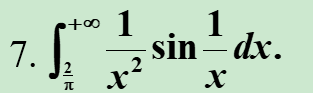 7. ∫_{2/π}^{+∞} 1/x² sin 1/x dx.